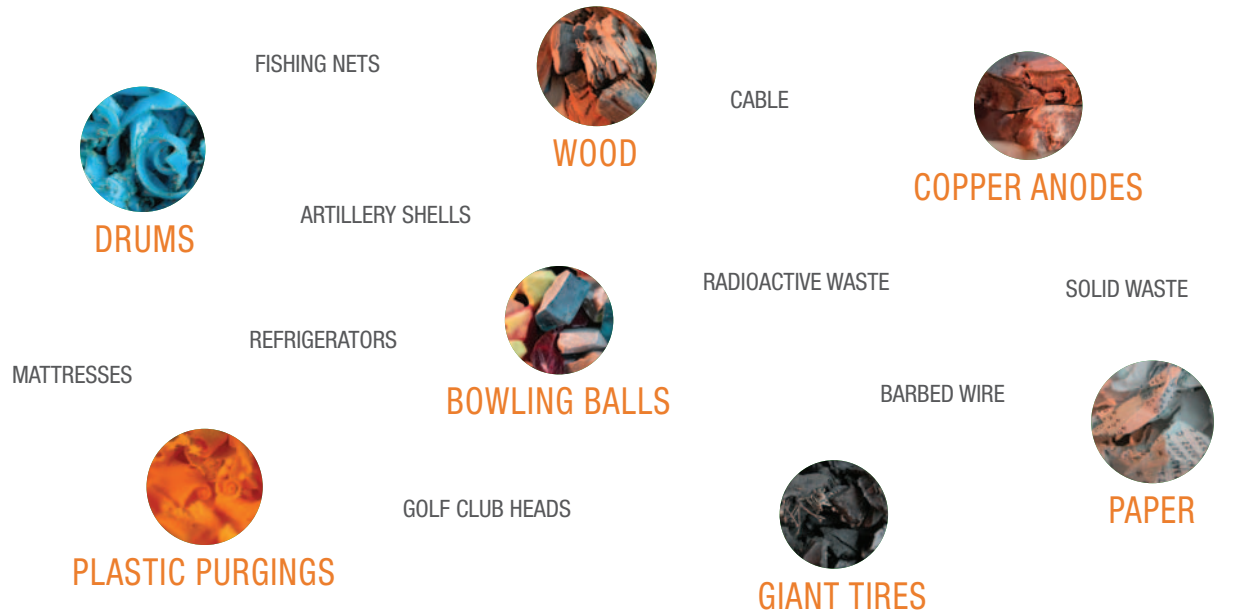 FISHING NETS
CABLE
WOOD
COPPER ANODES
ARTILLERY SHELLS
DRUMS
RADIOACTIVE WASTE
SOLID WASTE
REFRIGERATORS
MATTRESSES
BARBED WIRE
BOWLING BALLS
GOLF CLUB HEADS
PAPER
PLASTIC PURGINGS
GIANT TIRES